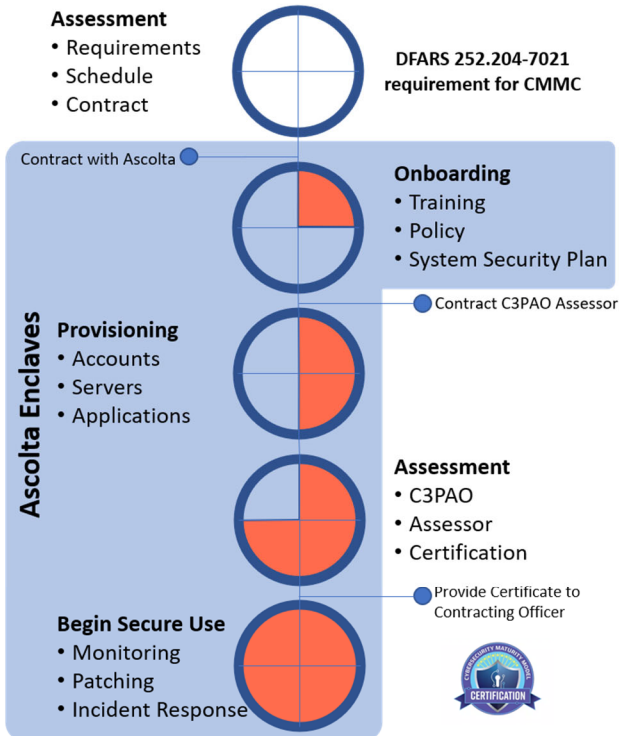 Assessment
• Requirements
• Schedule
• Contract
DFARS 252.204-7021
requirement for CMMC
Contract with Ascolta
Onboarding
• Training
• Policy
• System Security Plan
Contract C3PAO Assessor
Ascolta Enclaves
Provisioning
• Accounts
• Servers
• Applications
Assessment
• C3PAO
• Assessor
• Certification
Provide Certificate to
Contracting Officer
Begin Secure Use
• Monitoring
• Patching
• Incident Response
CYBERSECURITY MATURITY MODEL
CERTIFICATION